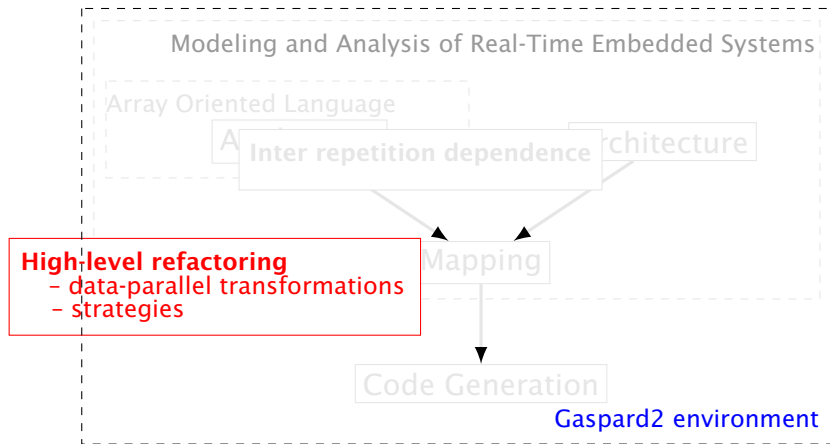 Modeling and Analysis of Real-Time Embedded Systems
Array Oriented Language
A
Inter repetition dependence
rchitecture
High-level refactoring
– data-parallel transformations
– strategies
Mapping
Code Generation
Gaspard2 environment